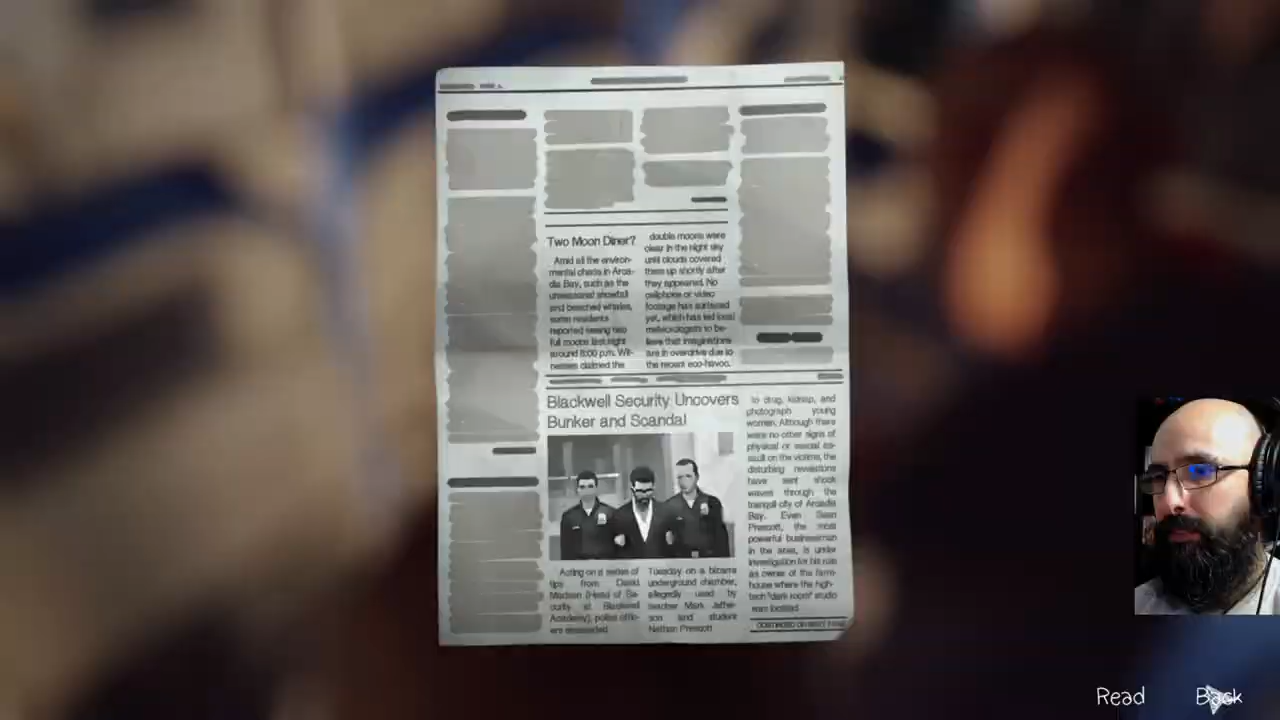 Two Moon Diner?
Amid all the environ-
mental chaos in Arca-
dia Bay, such as the
unseasonal snowfall
and beached whales,
some residents
reported seeing two
full moons last night
around 8:00 p.m. Wit-
nesses claimed the
double moons were
clear in the night sky
until clouds covered
them up shortly after
they appeared. No
cellphone or video
footage has surfaced
yet, which has led local
meteorologists to be-
lieve that imaginations
are in overdrive due to
the recent eco-havoc.
Blackwell Security Uncovers
Bunker and Scandal
Acting on a series of
tips from David
Madsen (Head of Se-
curity at Blackwell
Academy), police offic-
ers descended
Tuesday on a bizarre
underground chamber,
allegedly used by
teacher Mark Jeffer-
son and student
Nathan Prescott
to drug, kidnap, and
photograph young
women. Although there
were no other signs of
physical or sexual as-
sault on the victims, the
disturbing revelations
have sent shock
waves through the
tranquil city of Arcadia
Bay. Even Sean
Prescott, the most
powerful businessman
in the area, is under
investigation for his role
as owner of the farm-
house where the high-
tech "dark room" studio
was located.
CONTINUED ON NEXT PAGE
Read
Back